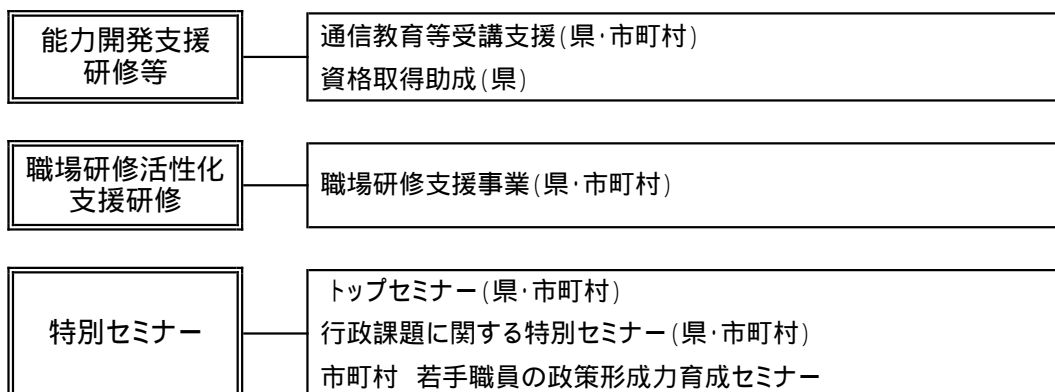 能力開発支援
研修等
通信教育等受講支援(県・市町村)
資格取得助成(県)
職場研修活性化
支援研修
職場研修支援事業(県・市町村)
特別セミナー
トップセミナー(県・市町村)
行政課題に関する特別セミナー(県・市町村)
市町村 若手職員の政策形成力育成セミナー